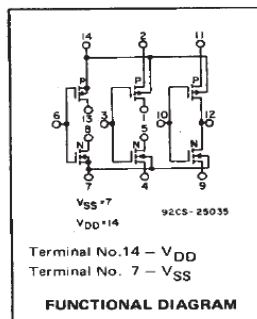 14 2 11
P P P
13 1
6 3 10 12
8 5
N N N
7 4 9
VSS=7
VDD=14
92CS-25035
Terminal No.14 – VDD
Terminal No. 7 – VSS
FUNCTIONAL DIAGRAM